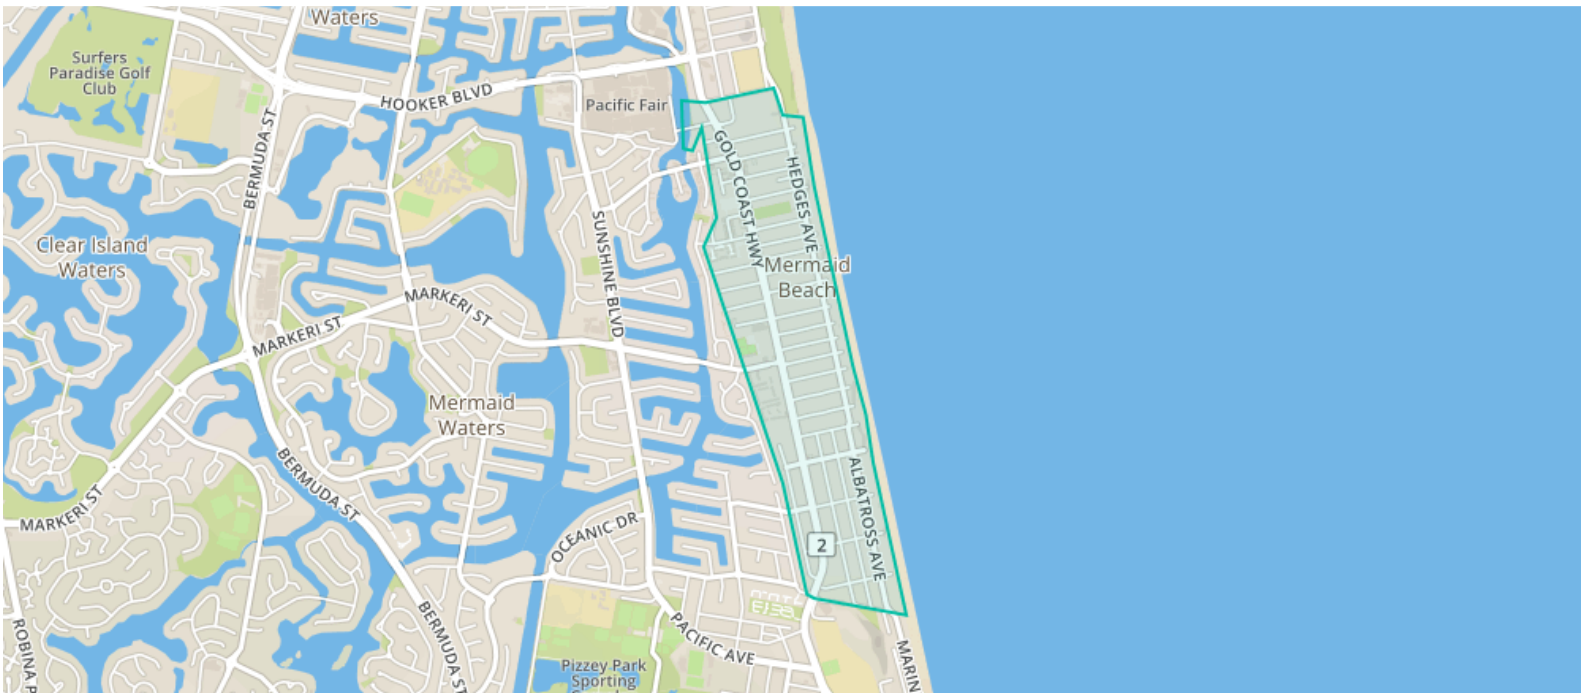 Waters
Surfers
Paradise Golf
Club
HOOKER BLVD
Pacific Fair
BERMUDA ST
GOLD COAST HWY
HEDGES AVE
SUNSHINE BLVD
Clear Island
Waters
Mermaid
Beach
MARKERI ST
MARKERI ST
Mermaid
Waters
BERMUDA ST
ALBATROSS AVE
MARKERI ST
OCEANIC DR
2
BERMUDA ST
PACIFIC AVE
ROBINA P
MARIN
Pizzey Park
Sporting